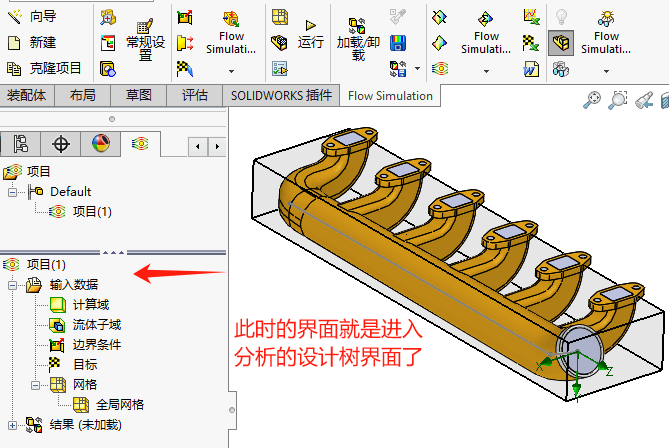 向导
新建
克隆项目
常规设置
Flow Simulation...
运行
加载/卸载
Flow Simulation...
Flow Simulation...
装配体
布局
草图
评估
SOLIDWORKS 插件
Flow Simulation
项目
Default
项目(1)
项目(1)
输入数据
计算域
流体子域
边界条件
目标
网格
全局网格
结果 (未加载)
此时的界面就是进入
分析的设计树界面了
X
Z
Y